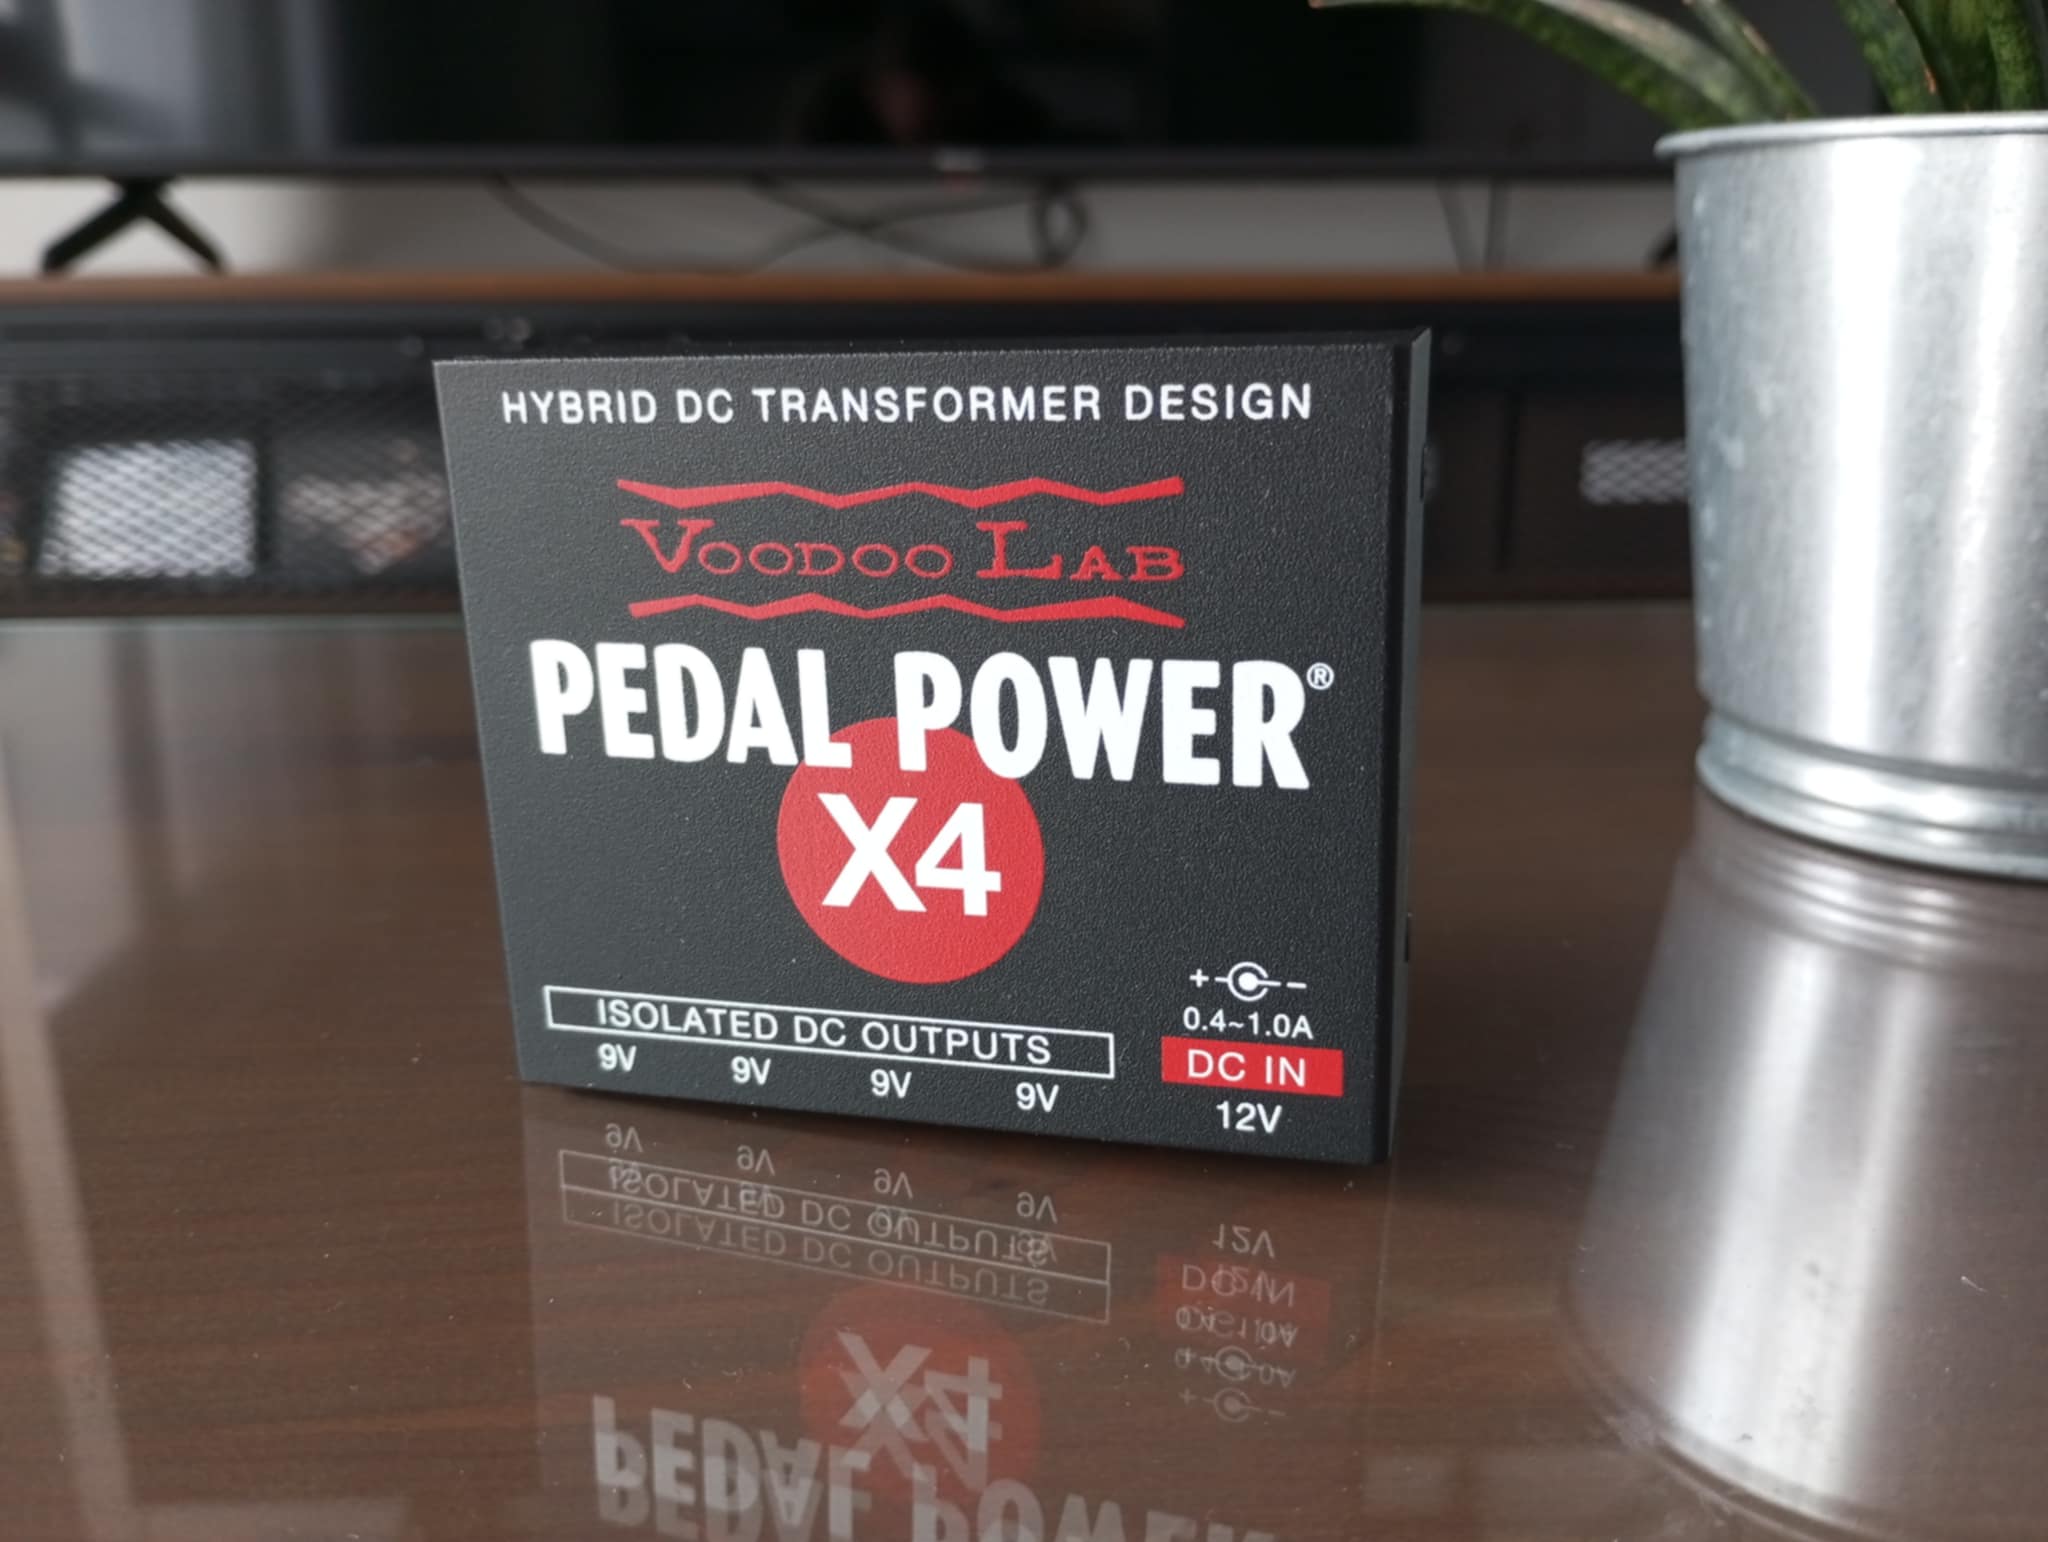 HYBRID DC TRANSFORMER DESIGN
VOODOO LAB
PEDAL POWER®
X4
+ -
0.4~1.0A
ISOLATED DC OUTPUTS
DC IN
9V 9V 9V 9V
12V